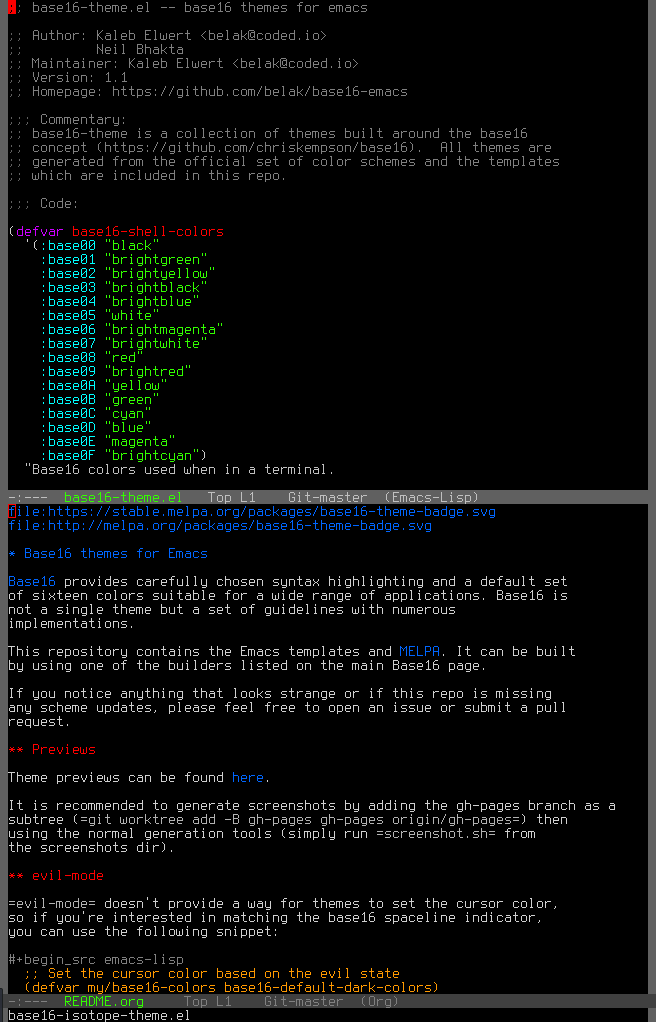 ;; base16-theme.el -- base16 themes for emacs

;; Author: Kaleb Elwert <belak@coded.io>
;;         Neil Bhakta
;; Maintainer: Kaleb Elwert <belak@coded.io>
;; Version: 1.1
;; Homepage: https://github.com/belak/base16-emacs

;;; Commentary:
;; base16-theme is a collection of themes built around the base16
;; concept (https://github.com/chriskempson/base16).  All themes are
;; generated from the official set of color schemes and the templates
;; which are included in this repo.

;;; Code:

(defvar base16-shell-colors
  '(:base00 "black"
    :base01 "brightgreen"
    :base02 "brightyellow"
    :base03 "brightblack"
    :base04 "brightblue"
    :base05 "white"
    :base06 "brightmagenta"
    :base07 "brightwhite"
    :base08 "red"
    :base09 "brightred"
    :base0A "yellow"
    :base0B "green"
    :base0C "cyan"
    :base0D "blue"
    :base0E "magenta"
    :base0F "brightcyan")
  "Base16 colors used when in a terminal.

-:---  base16-theme.el   Top L1    Git-master  (Emacs-Lisp)
file:https://stable.melpa.org/packages/base16-theme-badge.svg
file:http://melpa.org/packages/base16-theme-badge.svg

* Base16 themes for Emacs

Base16 provides carefully chosen syntax highlighting and a default set
of sixteen colors suitable for a wide range of applications. Base16 is
not a single theme but a set of guidelines with numerous
implementations.

This repository contains the Emacs templates and MELPA. It can be built
by using one of the builders listed on the main Base16 page.

If you notice anything that looks strange or if this repo is missing
any scheme updates, please feel free to open an issue or submit a pull
request.

** Previews

Theme previews can be found here.

It is recommended to generate screenshots by adding the gh-pages branch as a
subtree (=git worktree add -B gh-pages gh-pages origin/gh-pages=) then
using the normal generation tools (simply run =screenshot.sh= from
the screenshots dir).

** evil-mode

=evil-mode= doesn't provide a way for themes to set the cursor color,
so if you're interested in matching the base16 spaceline indicator,
you can use the following snippet:

#+begin_src emacs-lisp
  ;; Set the cursor color based on the evil state
  (defvar my/base16-colors base16-default-dark-colors)
-:---  README.org     Top L1    Git-master  (Org)
base16-isotope-theme.el